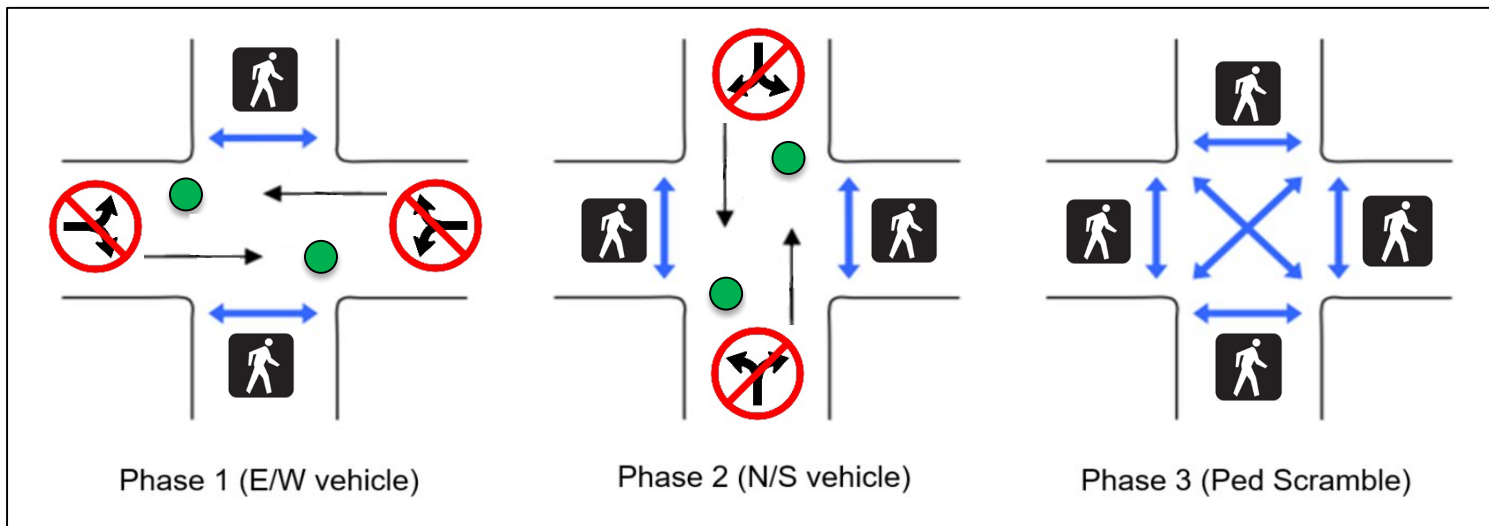 Phase 1 (E/W vehicle)
Phase 2 (N/S vehicle)
Phase 3 (Ped Scramble)